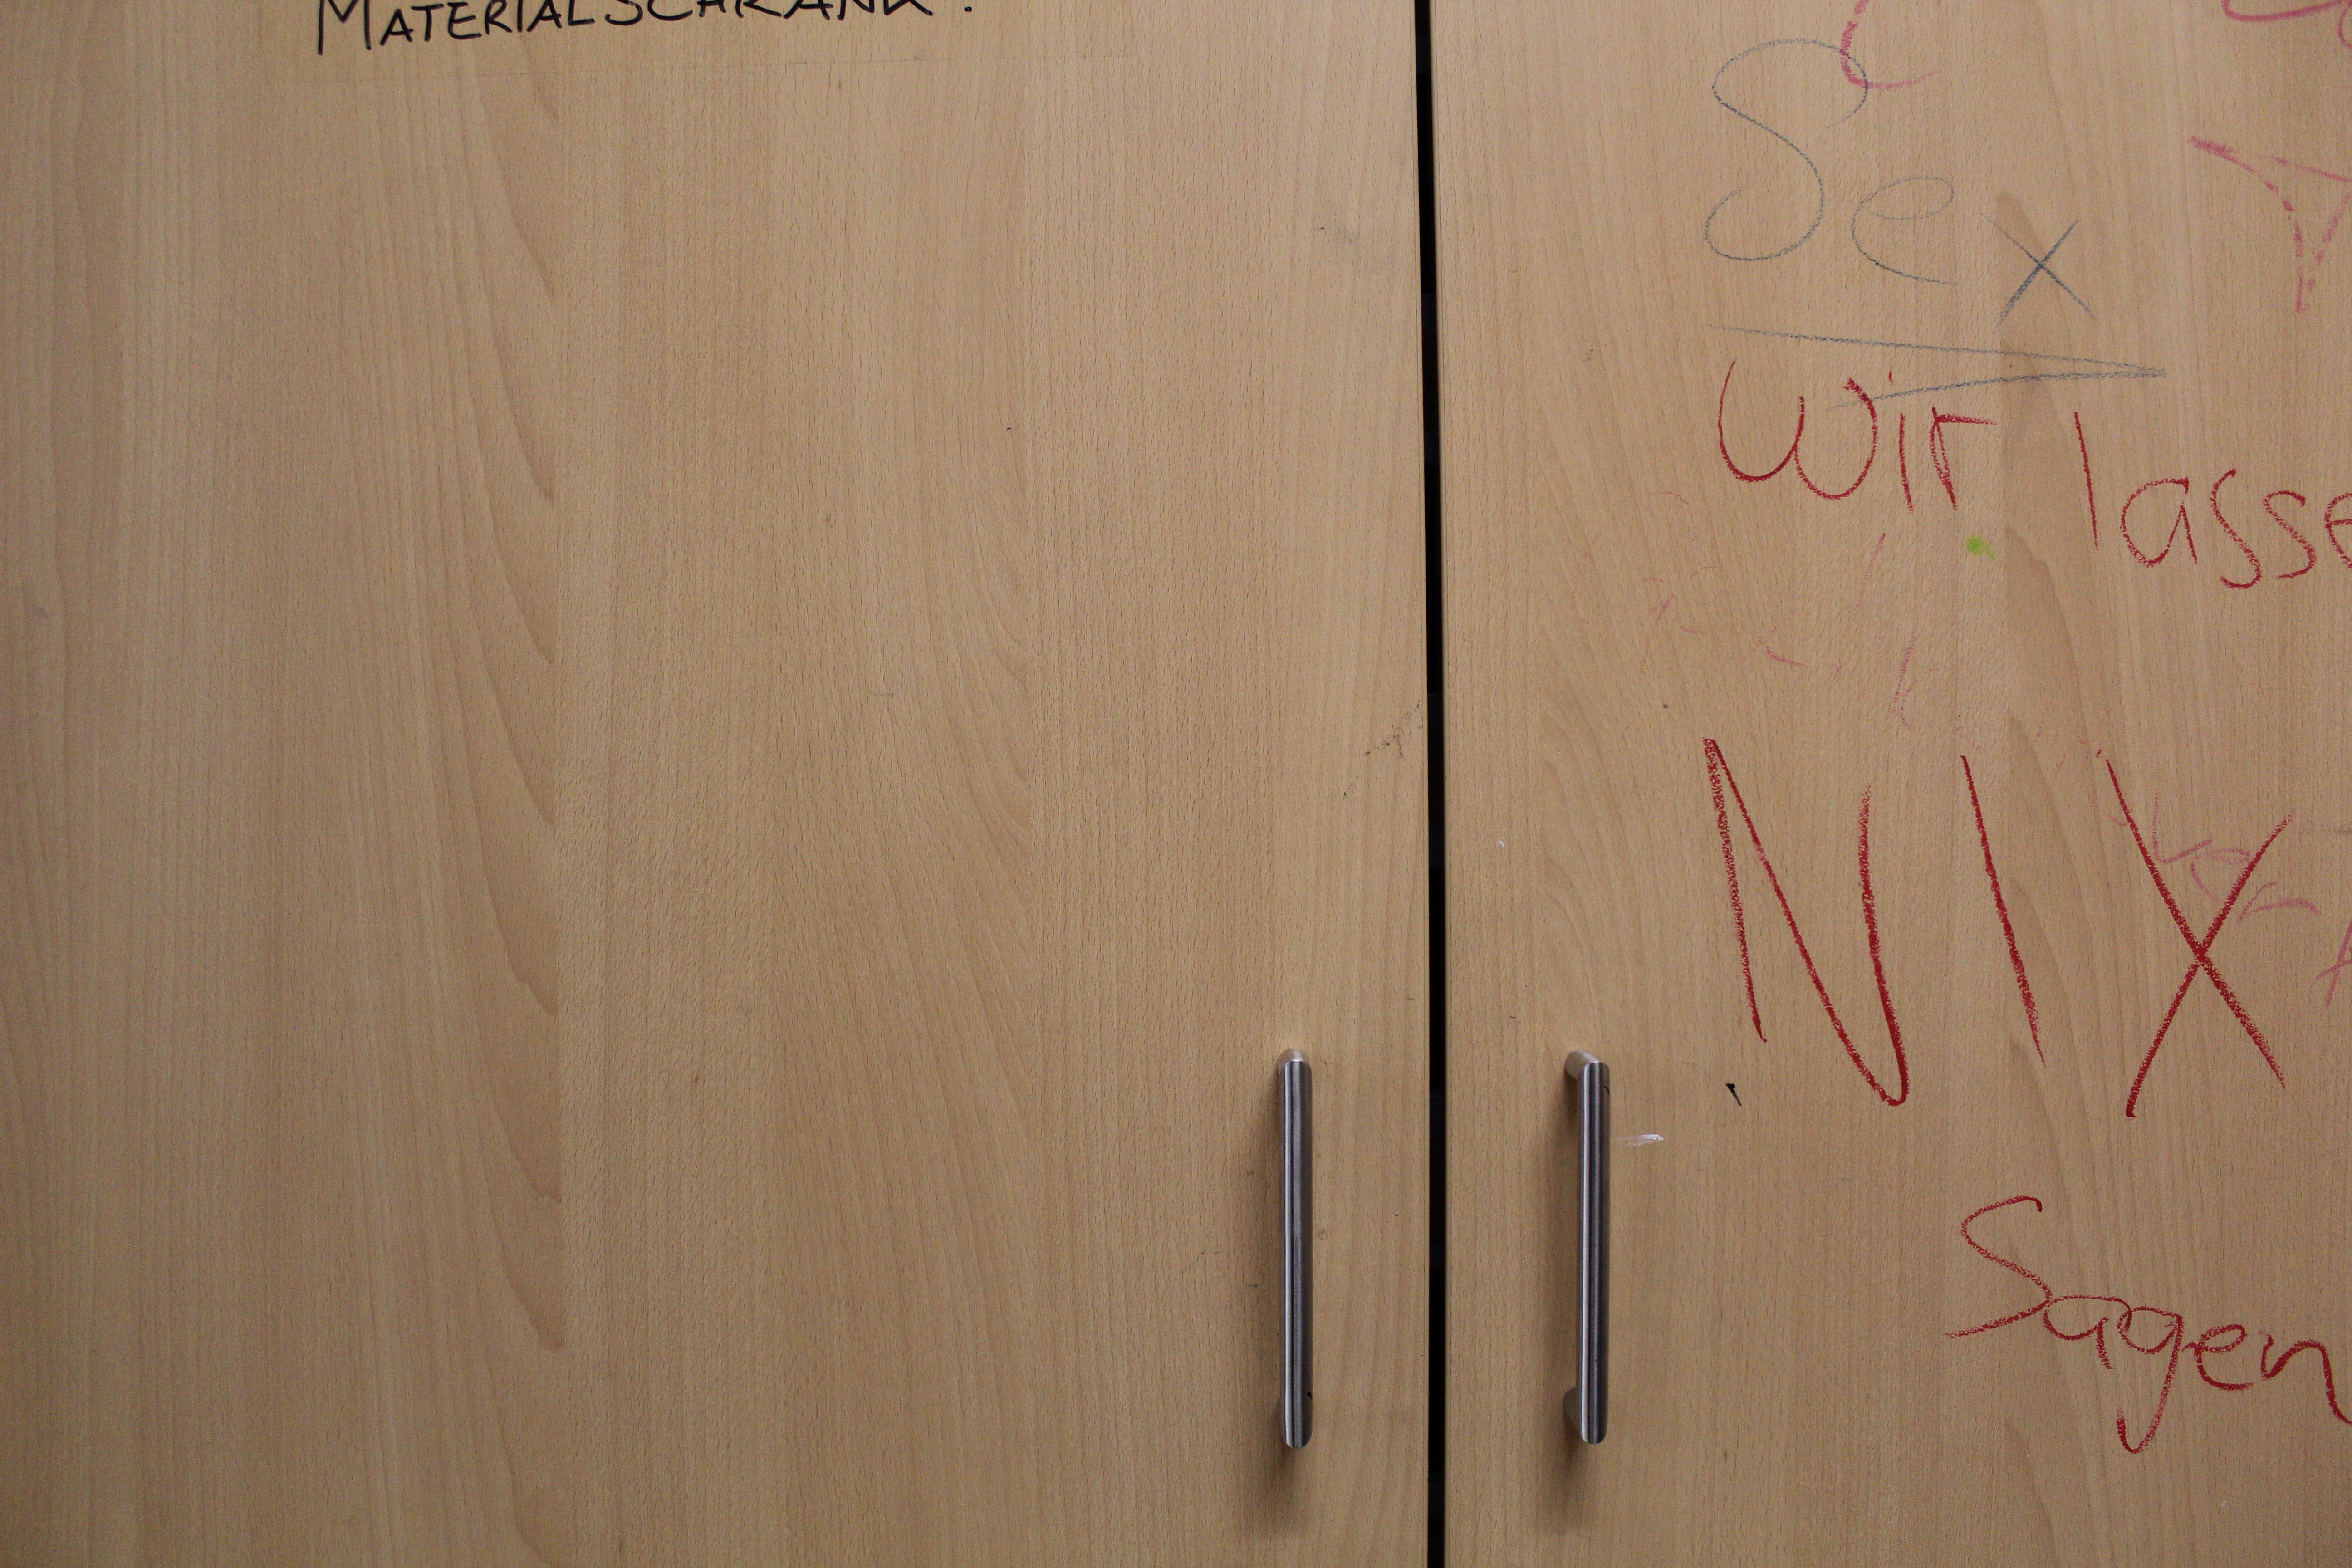 MATERIALSCHRANK.
Sex
Wir lasse
NIX
Sagen